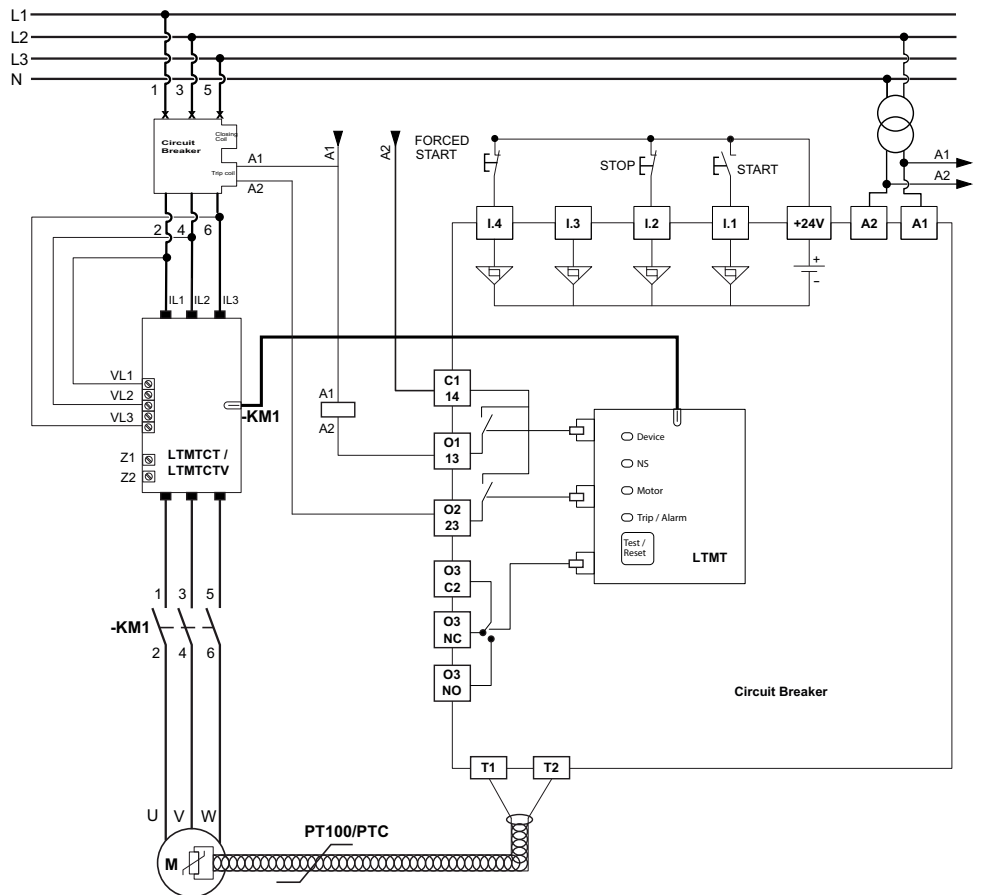 L1
L2
L3
N
1 3 5
Circuit
Breaker
Closing
Coil
Trip coil
A1
A2
A1
A2
FORCED
START
STOP
START
A1
A2
I.4
I.3
I.2
I.1
+24V
A2
A1
+
–
2 4 6
IL1 IL2 IL3
VL1
VL2
VL3
Z1
Z2
LTMTCT /
LTMTCTV
-KM1
A1
A2
C1
14
O1
13
O2
23
O3
C2
O3
NC
O3
NO
Device
NS
Motor
Trip / Alarm
Test /
Reset
LTMT
Circuit Breaker
1 3 5
-KM1
2 4 6
T1
T2
U V W
M
PT100/PTC